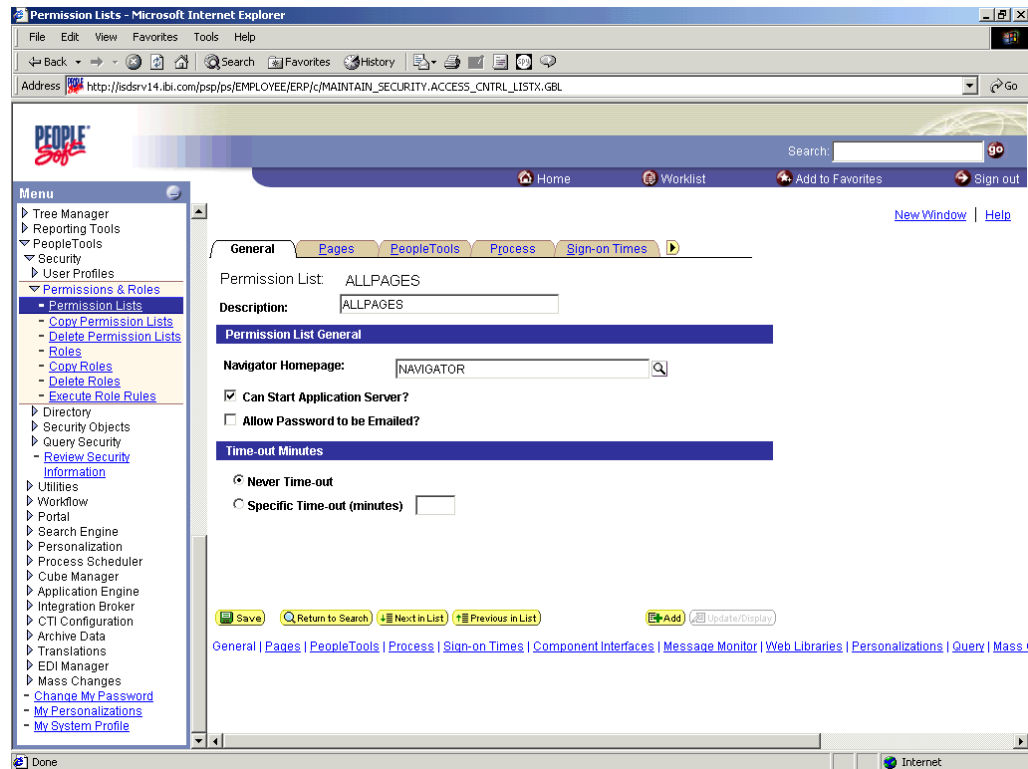 Permission Lists - Microsoft Internet Explorer
File Edit View Favorites Tools Help
Back Search Favorites History
Address http://isdsrv14.ibi.com/psp/ps/EMPLOYEE/ERP/c/MAINTAIN_SECURITY.ACCESS_CNTRL_LISTX.GBL Go
PEOPLE Soft
Search: go
Home Worklist Add to Favorites Sign out
Menu
Tree Manager
Reporting Tools
PeopleTools
Security
User Profiles
Permissions & Roles
- Permission Lists
- Copy Permission Lists
- Delete Permission Lists
- Roles
- Copy Roles
- Delete Roles
- Execute Role Rules
Directory
Security Objects
Query Security
- Review Security
Information
Utilities
Workflow
Portal
Search Engine
Personalization
Process Scheduler
Cube Manager
Application Engine
Integration Broker
CTI Configuration
Archive Data
Translations
EDI Manager
Mass Changes
- Change My Password
- My Personalizations
- My System Profile
New Window | Help
General Pages PeopleTools Process Sign-on Times
Permission List: ALLPAGES
Description: ALLPAGES
Permission List General
Navigator Homepage: NAVIGATOR
Can Start Application Server?
Allow Password to be Emailed?
Time-out Minutes
Never Time-out
Specific Time-out (minutes)
Save Return to Search Next in List Previous in List Add Update/Display
General | Pages | PeopleTools | Process | Sign-on Times | Component Interfaces | Message Monitor | Web Libraries | Personalizations | Query | Mass
Done Internet